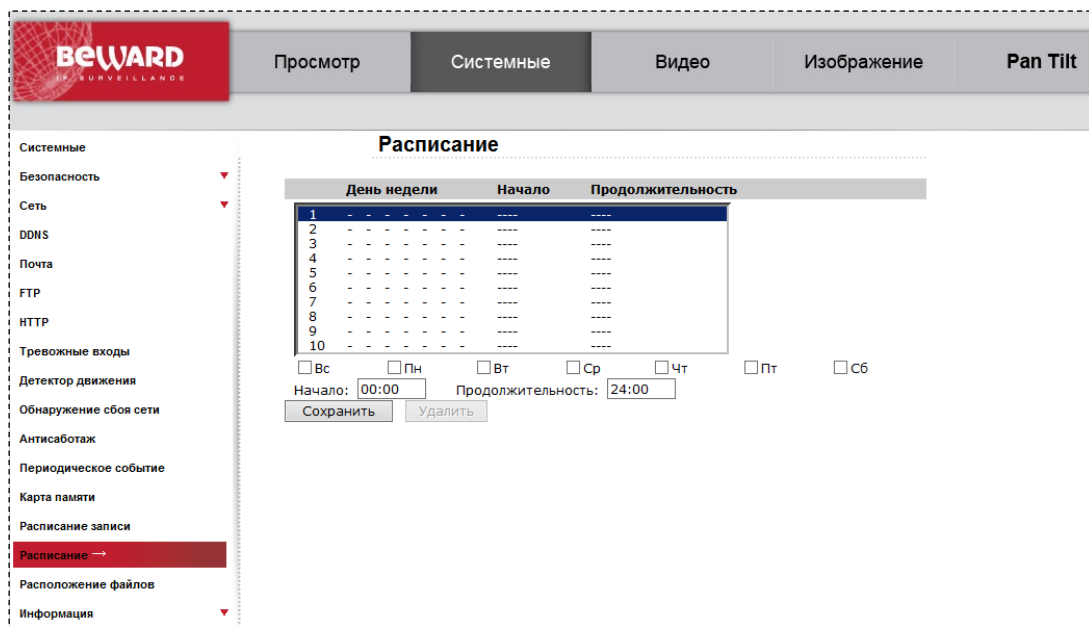 BEWARD
IP SURVEILLANCE
Просмотр Системные Видео Изображение Pan Tilt
Системные
Безопасность
Сеть
DDNS
Почта
FTP
HTTP
Тревожные входы
Детектор движения
Обнаружение сбоя сети
Антисаботаж
Периодическое событие
Карта памяти
Расписание записи
Расписание →
Расположение файлов
Информация
Расписание
День недели Начало Продолжительность
1 - - - - - - - ---- ----
2 - - - - - - - ---- ----
3 - - - - - - - ---- ----
4 - - - - - - - ---- ----
5 - - - - - - - ---- ----
6 - - - - - - - ---- ----
7 - - - - - - - ---- ----
8 - - - - - - - ---- ----
9 - - - - - - - ---- ----
10 - - - - - - - ---- ----
Вс Пн Вт Ср Чт Пт Сб
Начало: 00:00 Продолжительность: 24:00
Сохранить Удалить